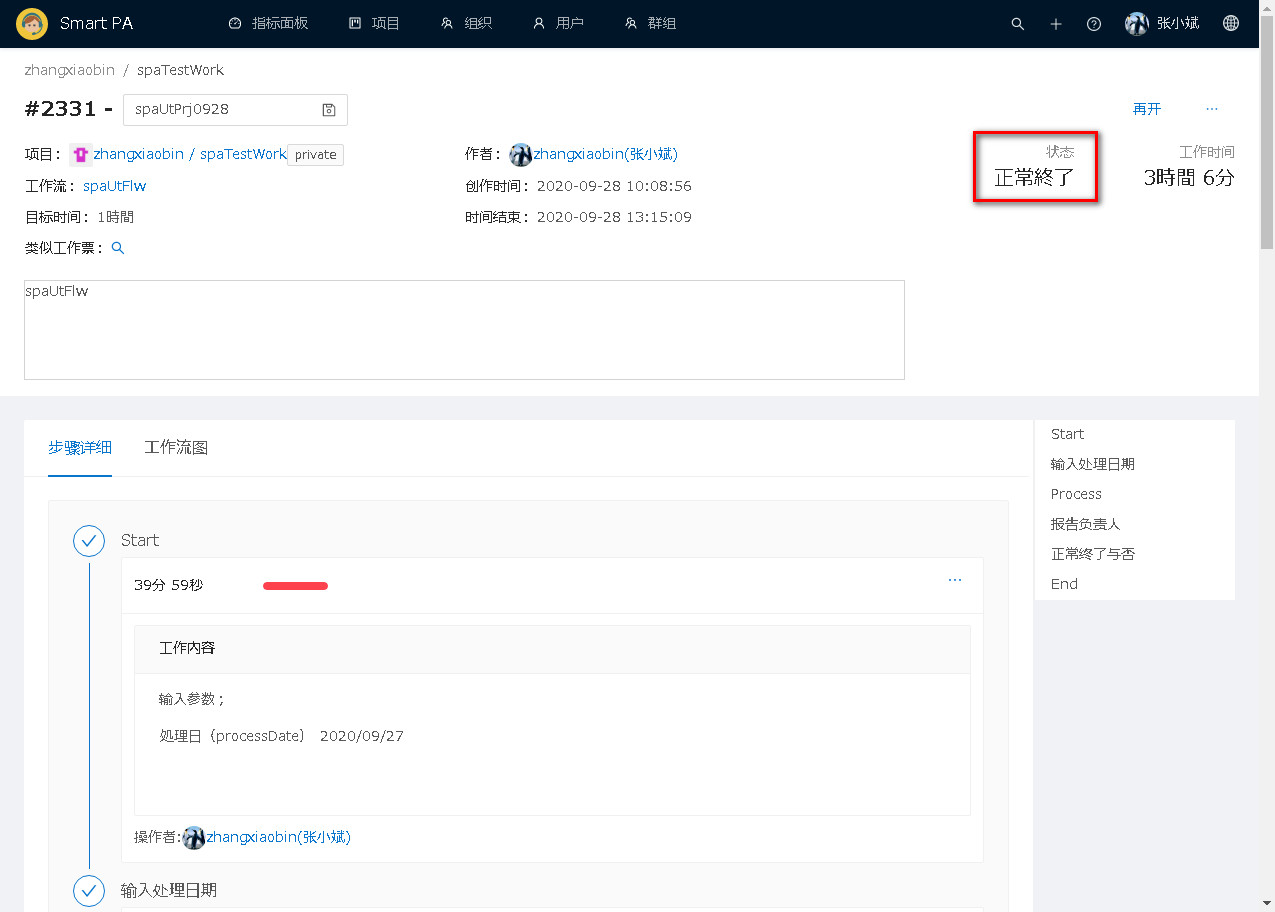 Smart PA 指标面板 项目 组织 用户 群组 张小斌
zhangxiaobin / spaTestWork
#2331 - spaUtPrj0928 再开 ...
项目： zhangxiaobin / spaTestWork private 作者： zhangxiaobin(张小斌) 状态 工作时间
正常終了 3時間 6分
工作流： spaUtFlw 创作时间： 2020-09-28 10:08:56
目标时间： 1時間 时间结束： 2020-09-28 13:15:09
类似工作票：
spaUtFlw
步骤详细 工作流图
Start
39分 59秒 ...
工作内容
输入参数；
处理日（processDate） 2020/09/27
操作者:zhangxiaobin(张小斌)
输入处理日期
Start
输入处理日期
Process
报告负责人
正常终了与否
End